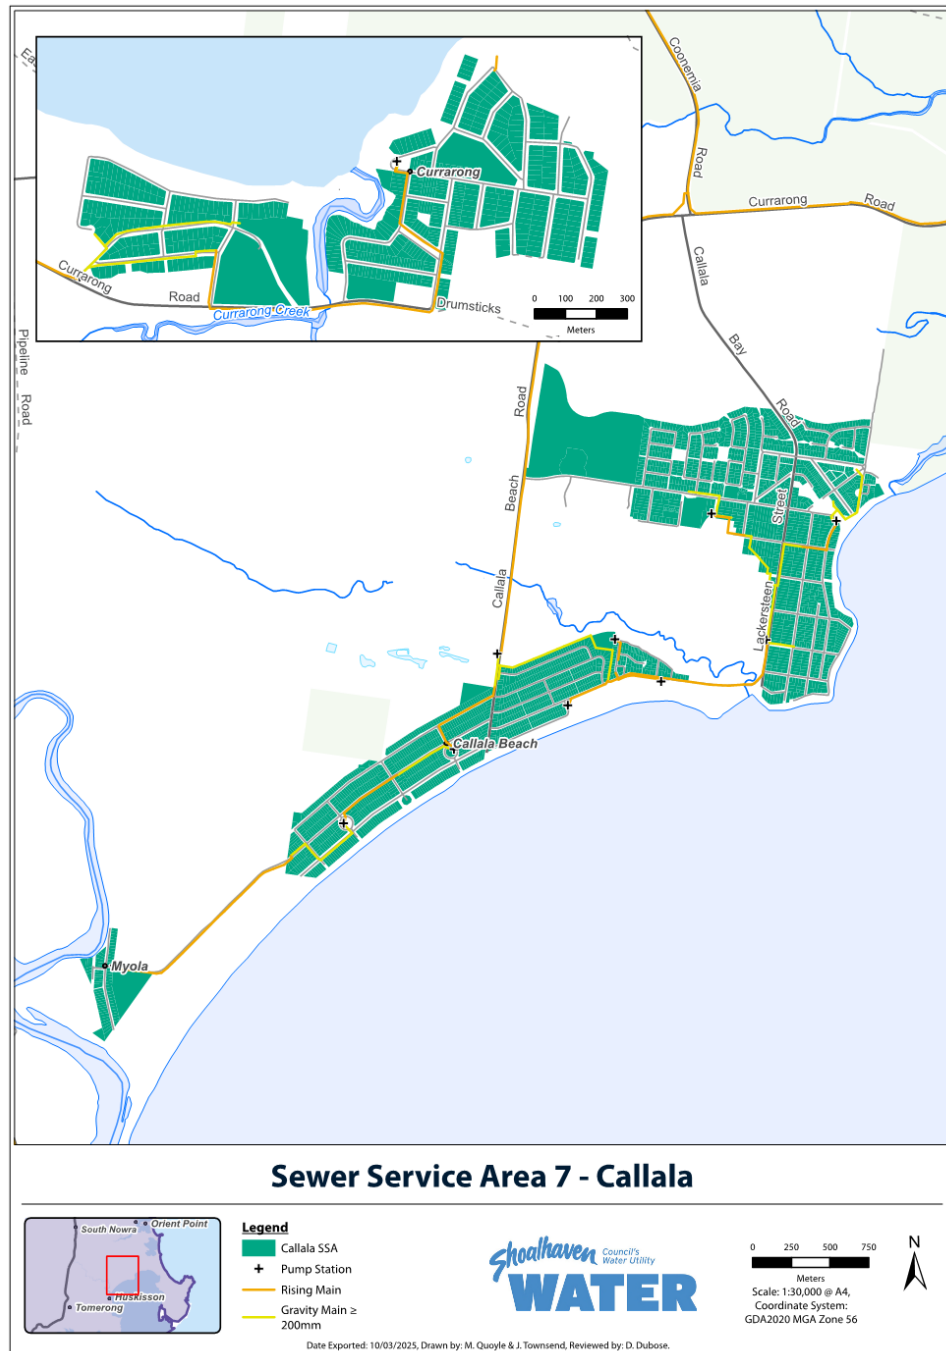 Coonemia
Road
Currarong
Road
Callala
Bay
Road
Currarong
Currarong
Road
Currarong Creek
Drumsticks
0 100 200 300
Meters
Pipeline
Road
Road
Beach
Callala
Street
Lackersteen
Callala Beach
Myola
Sewer Service Area 7 - Callala
South Nowra
Orient Point
Huskisson
Tomerong
Legend
Callala SSA
Pump Station
Rising Main
Gravity Main ≥
200mm
Shoalhaven
Council's
Water Utility
WATER
0 250 500 750
Meters
Scale: 1:30,000 @ A4,
Coordinate System:
GDA2020 MGA Zone 56
N
Date Exported: 10/03/2025, Drawn by: M. Quoyle & J. Townsend, Reviewed by: D. Dubose.